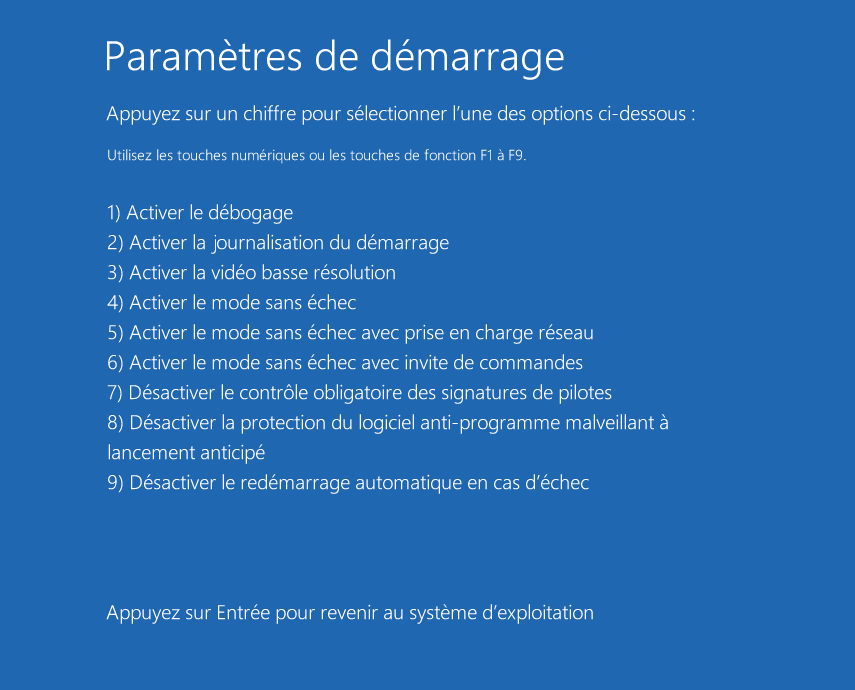 Paramètres de démarrage
Appuyez sur un chiffre pour sélectionner l’une des options ci-dessous :
Utilisez les touches numériques ou les touches de fonction F1 à F9.
1) Activer le débogage
2) Activer la journalisation du démarrage
3) Activer la vidéo basse résolution
4) Activer le mode sans échec
5) Activer le mode sans échec avec prise en charge réseau
6) Activer le mode sans échec avec invite de commandes
7) Désactiver le contrôle obligatoire des signatures de pilotes
8) Désactiver la protection du logiciel anti-programme malveillant à
lancement anticipé
9) Désactiver le redémarrage automatique en cas d’échec
Appuyez sur Entrée pour revenir au système d’exploitation